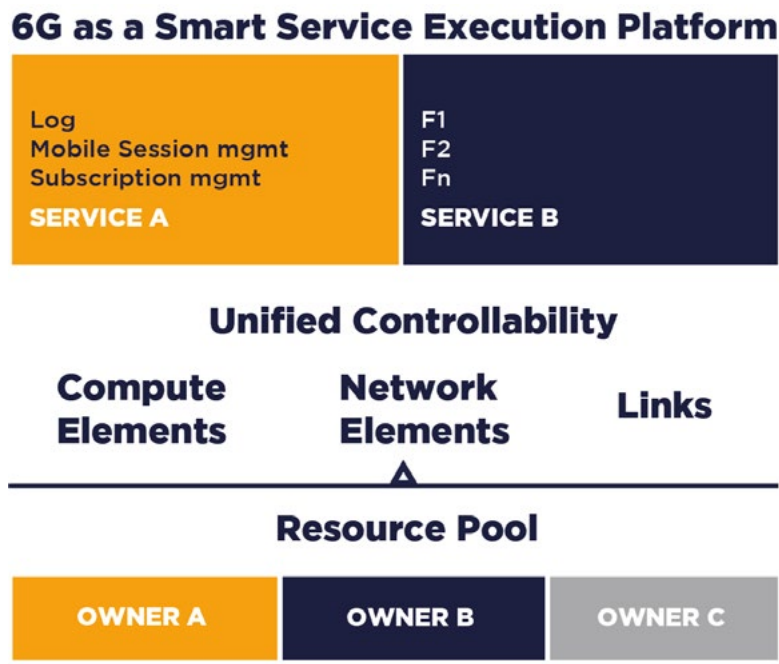 6G as a Smart Service Execution Platform
Log
Mobile Session mgmt
Subscription mgmt
SERVICE A
F1
F2
Fn
SERVICE B
Unified Controllability
Compute
Elements
Network
Elements
Links
Resource Pool
OWNER A
OWNER B
OWNER C